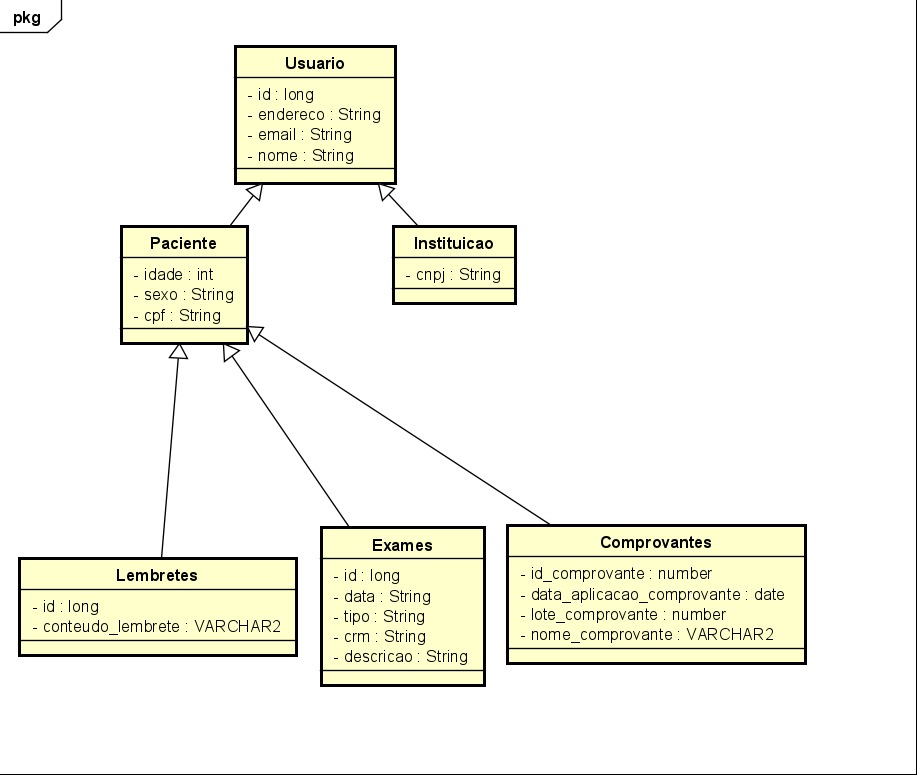 pkg
Usuario
- id : long
- endereco : String
- email : String
- nome : String
Paciente
- idade : int
- sexo : String
- cpf : String
Instituicao
- cnpj : String
Lembretes
- id : long
- conteudo_lembrete : VARCHAR2
Exames
- id : long
- data : String
- tipo : String
- crm : String
- descricao : String
Comprovantes
- id_comprovante : number
- data_aplicacao_comprovante : date
- lote_comprovante : number
- nome_comprovante : VARCHAR2